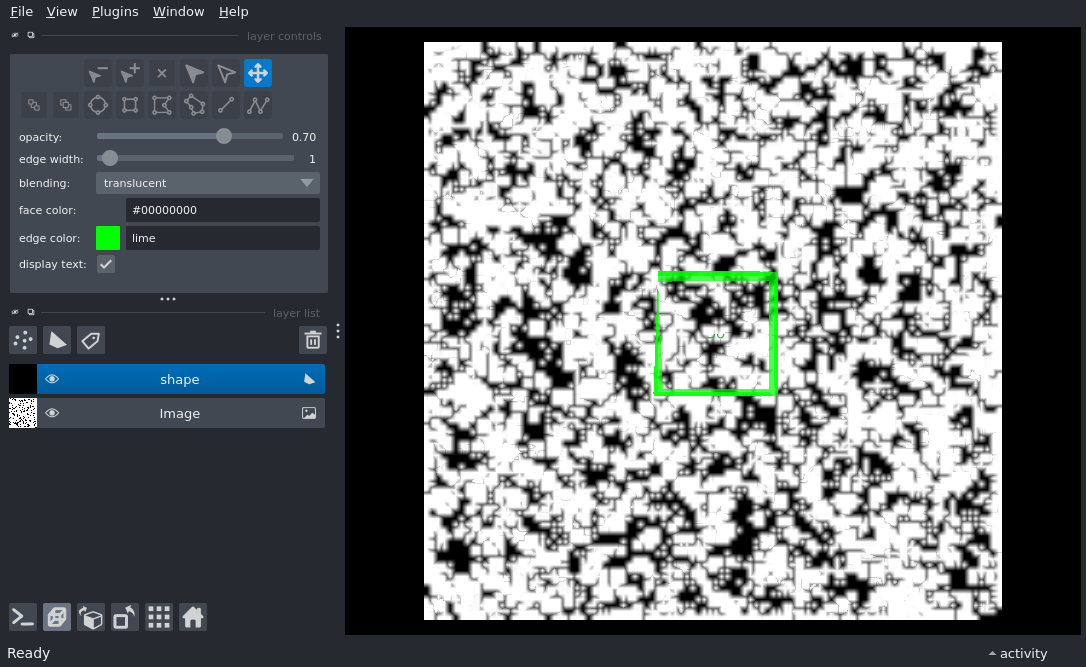 File View Plugins Window Help
layer controls
opacity: 0.70
edge width: 1
blending: translucent
face color: #00000000
edge color: lime
display text:
layer list
shape
Image
Ready
activity